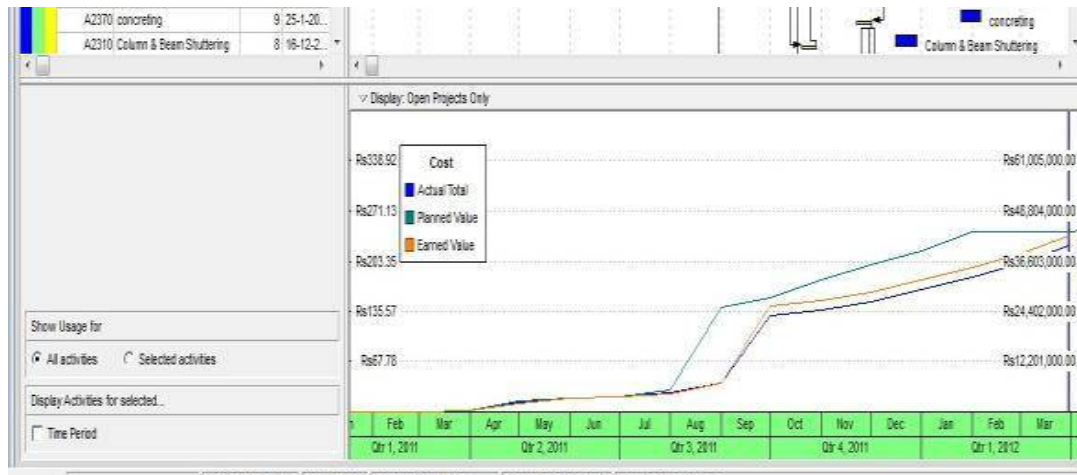 A2370 concreting 9 25-1-20... concreting
A2310 Column & Beam Shuttering 8 16-12-2... Column & Beam Shuttering
Display: Open Projects Only
Rs338.92 Rs61,005,000.00
Rs271.13 Rs48,804,000.00
Rs203.35 Rs36,603,000.00
Rs135.57 Rs24,402,000.00
Rs67.78 Rs12,201,000.00
Cost
Actual Total
Planned Value
Earned Value
Show Usage for
All activities Selected activities
Display Activities for selected...
Time Period
Feb Mar Apr May Jun Jul Aug Sep Oct Nov Dec Jan Feb Mar
Qtr 1, 2011 Qtr 2, 2011 Qtr 3, 2011 Qtr 4, 2011 Qtr 1, 2012